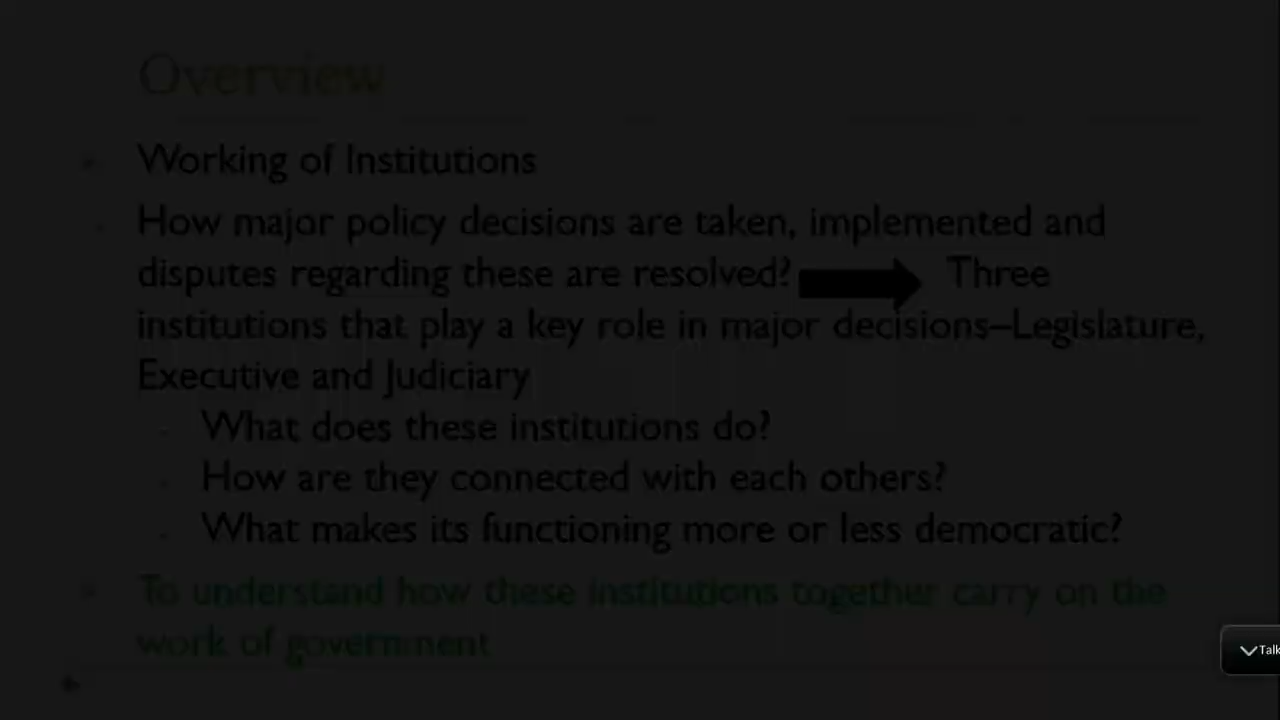 Overview
Working of Institutions
How major policy decisions are taken, implemented and
disputes regarding these are resolved? Three
institutions that play a key role in major decisions–Legislature,
Executive and Judiciary
What does these institutions do?
How are they connected with each others?
What makes its functioning more or less democratic?
To understand how these institutions together carry on the
work of government
Talk